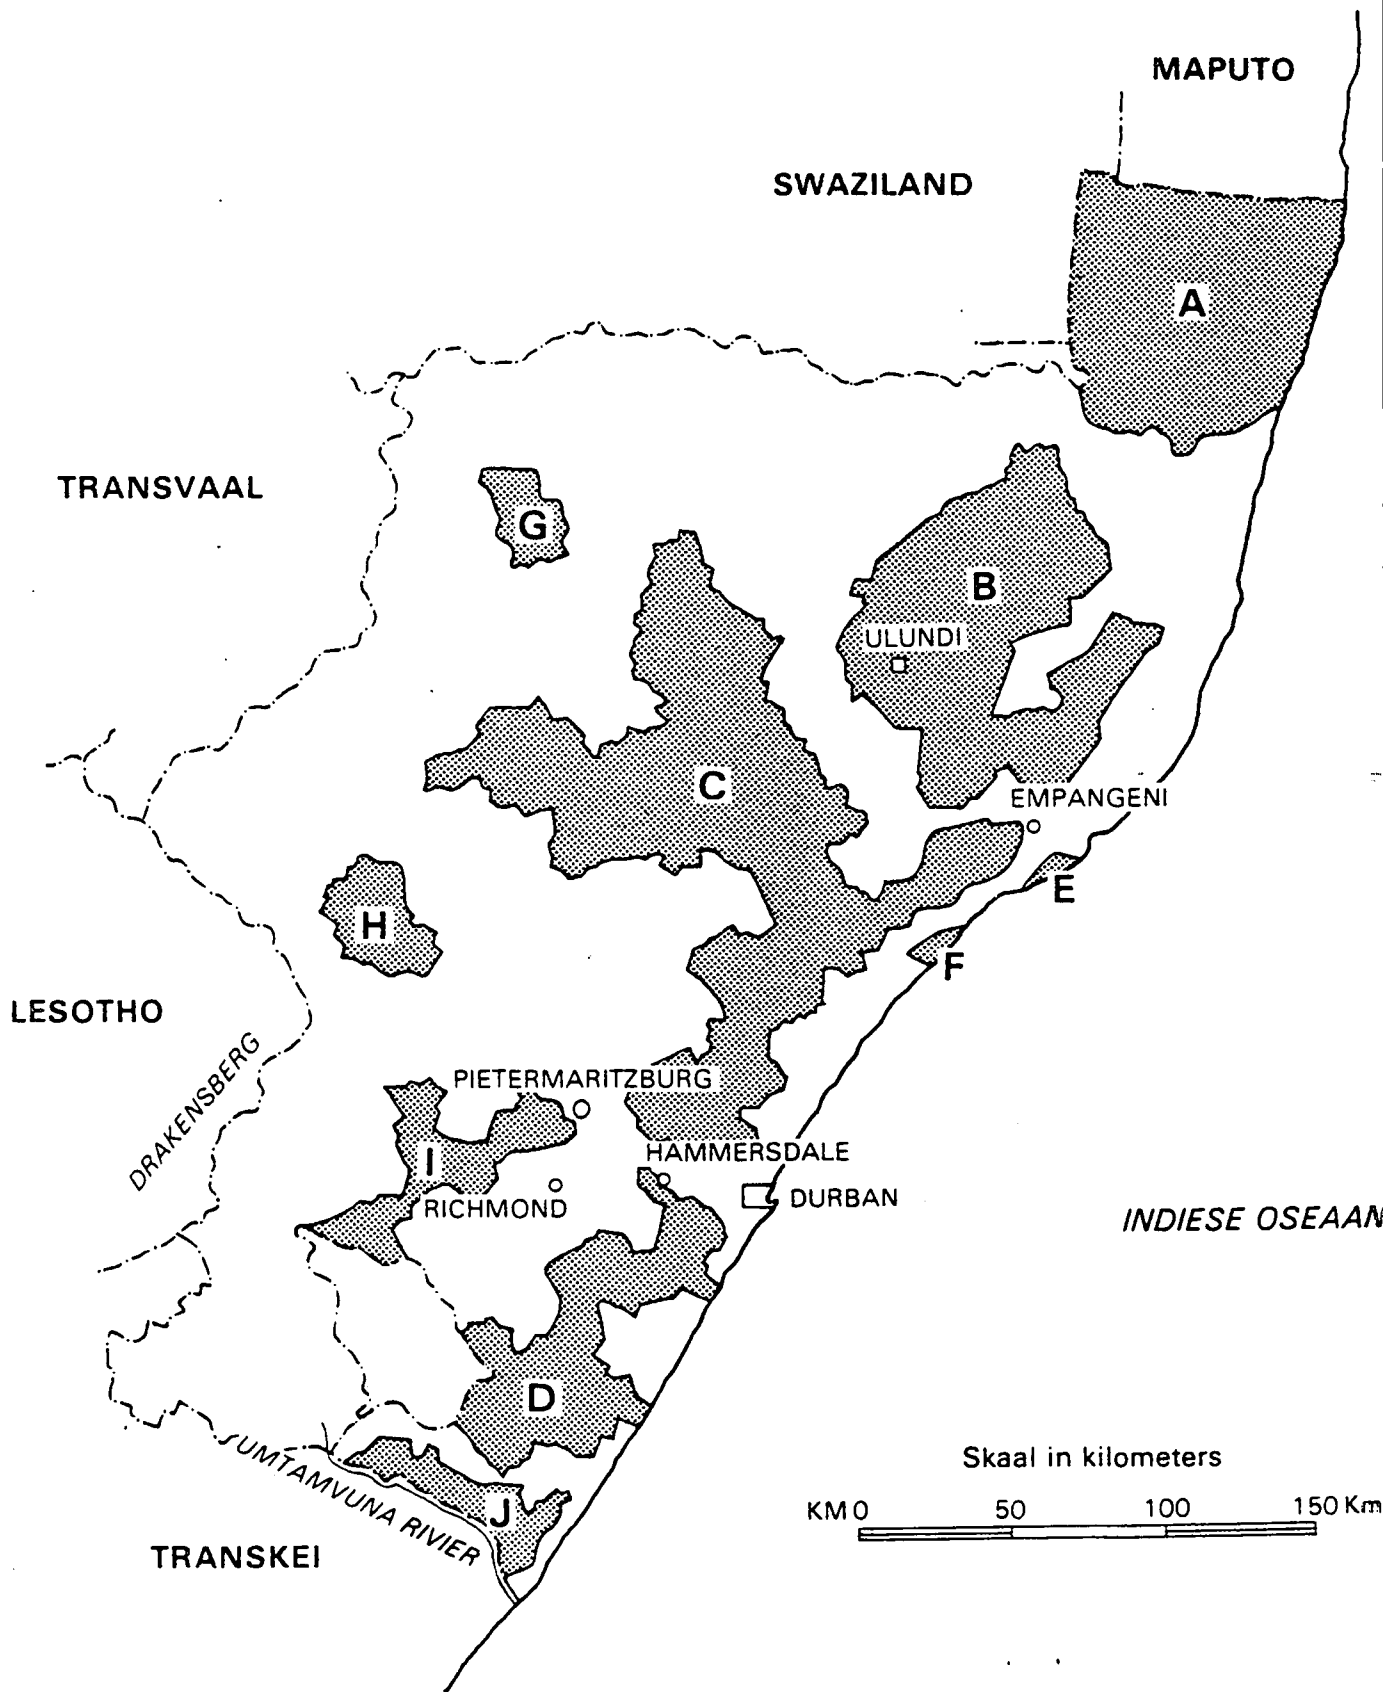 MAPUTO
SWAZILAND
A
TRANSVAAL
G
B
ULUNDI
C
EMPANGENI
E
H
F
LESOTHO
DRAKENSBERG
PIETERMARITZBURG
I
HAMMERSDALE
RICHMOND
DURBAN
INDIESE OSEAAN
D
UMTAMVUNA RIVIER
J
TRANSKEI
Skaal in kilometers
KM 0 50 100 150 Km